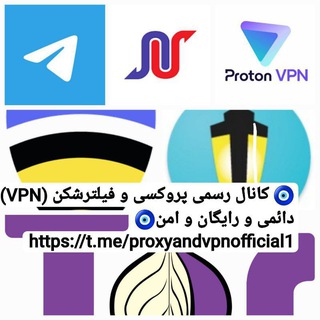 Proton VPN
🧿 کانال رسمی پروکسی و فیلترشکن (VPN)
دائمی و رایگان و امن🧿
https://t.me/proxyandvpnofficial1